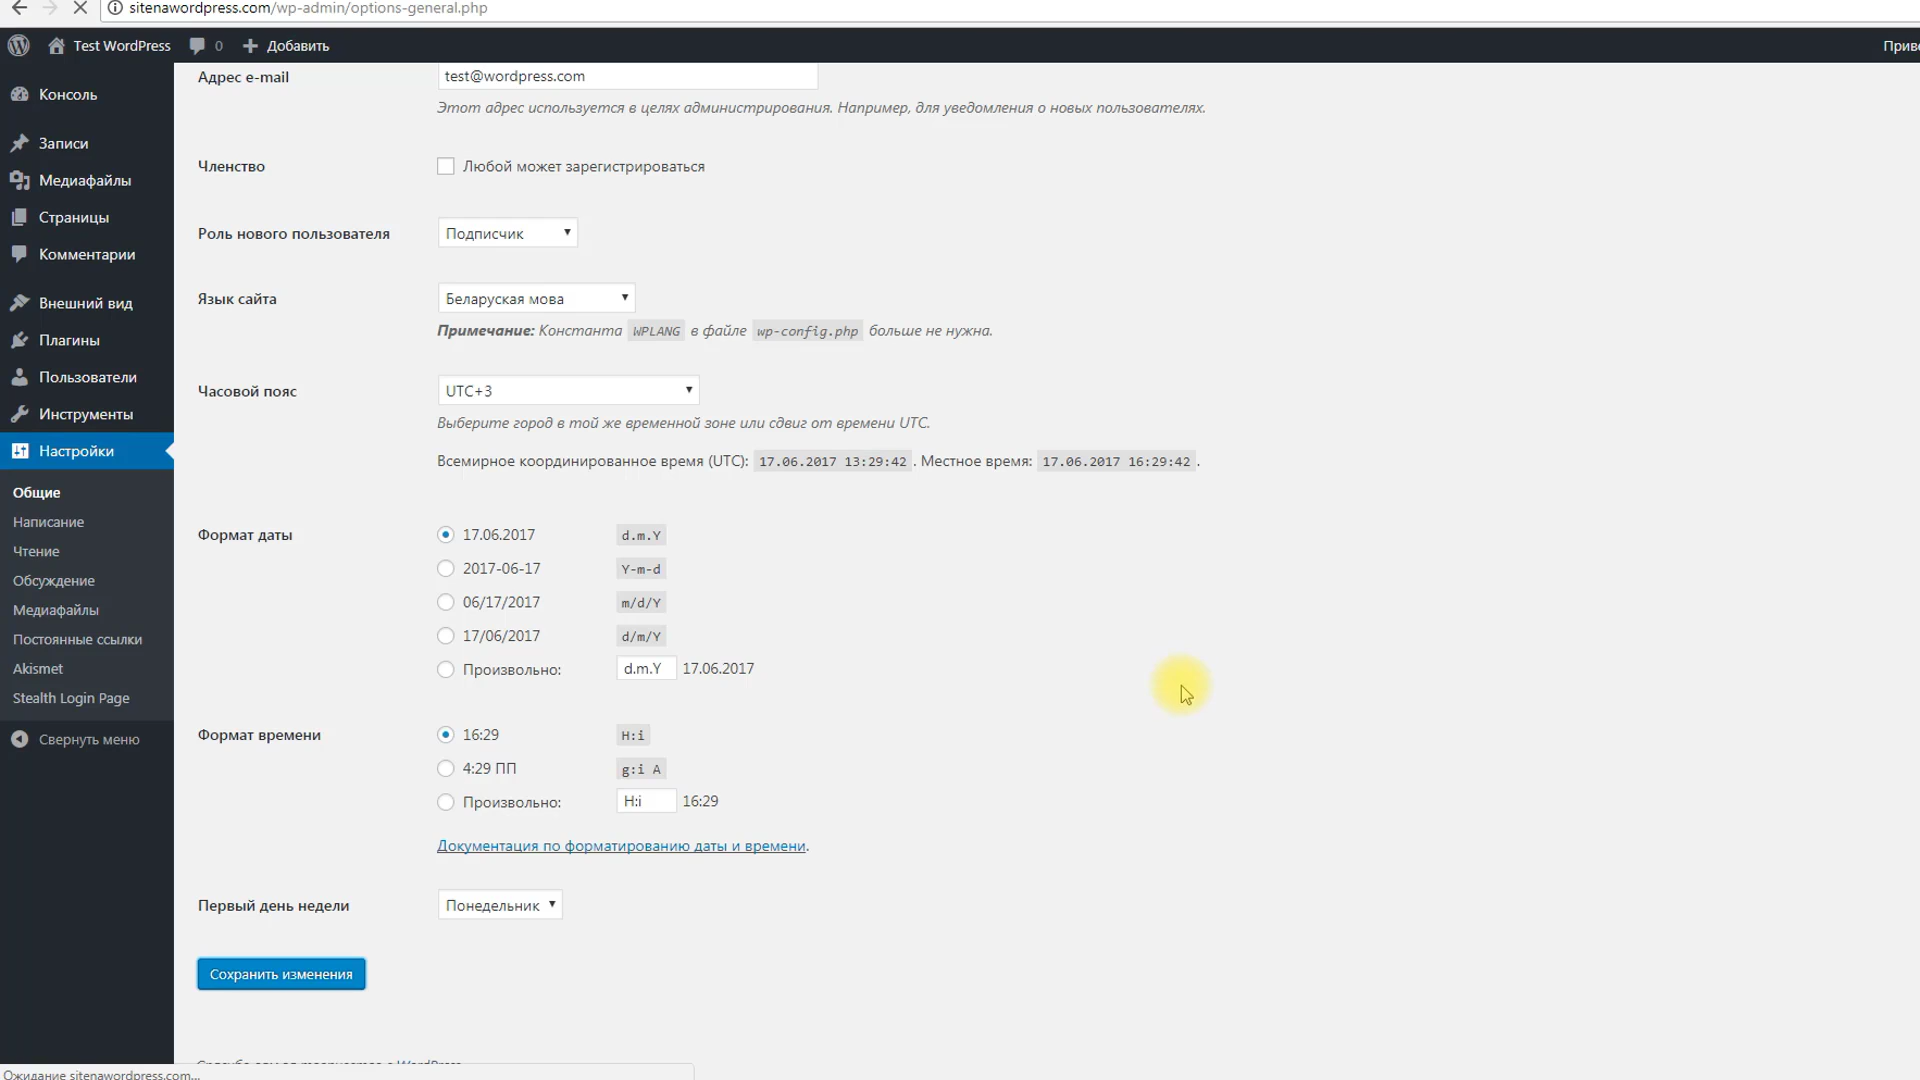 sitenawordpress.com/wp-admin/options-general.php
Test WordPress 0 Добавить
Консоль
Записи
Медиафайлы
Страницы
Комментарии
Внешний вид
Плагины
Пользователи
Инструменты
Настройки
Общие
Написание
Чтение
Обсуждение
Медиафайлы
Постоянные ссылки
Akismet
Stealth Login Page
Свернуть меню
Адрес e-mail test@wordpress.com
Этот адрес используется в целях администрирования. Например, для уведомления о новых пользователях.
Членство Любой может зарегистрироваться
Роль нового пользователя Подписчик
Язык сайта Беларуская мова
Примечание: Константа WPLANG в файле wp-config.php больше не нужна.
Часовой пояс UTC+3
Выберите город в той же временной зоне или сдвиг от времени UTC.
Всемирное координированное время (UTC): 17.06.2017 13:29:42 . Местное время: 17.06.2017 16:29:42 .
Формат даты 17.06.2017 d.m.Y
2017-06-17 Y-m-d
06/17/2017 m/d/Y
17/06/2017 d/m/Y
Произвольно: d.m.Y 17.06.2017
Формат времени 16:29 H:i
4:29 ПП g:i A
Произвольно: H:i 16:29
Документация по форматированию даты и времени.
Первый день недели Понедельник
Сохранить изменения
Ожидание sitenawordpress.com...